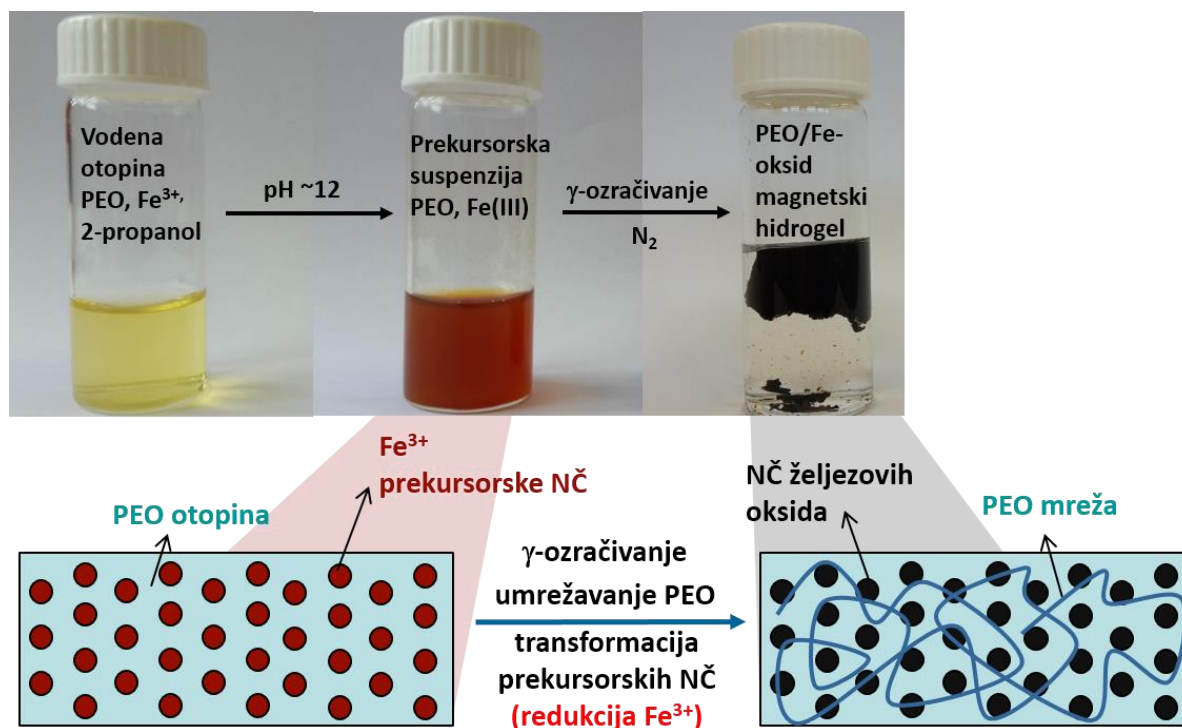 Vodena
otopina
PEO, Fe³⁺,
2-propanol
pH ~12
Prekursorska
suspenzija
PEO, Fe(III)
γ-ozračivanje
N₂
PEO/Fe-
oksid
magnetski
hidrogel
Fe³⁺
prekursorske NČ
PEO otopina
γ-ozračivanje
umrežavanje PEO
transformacija
prekursorskih NČ
(redukcija Fe³⁺)
NČ željezovih
oksida
PEO mreža